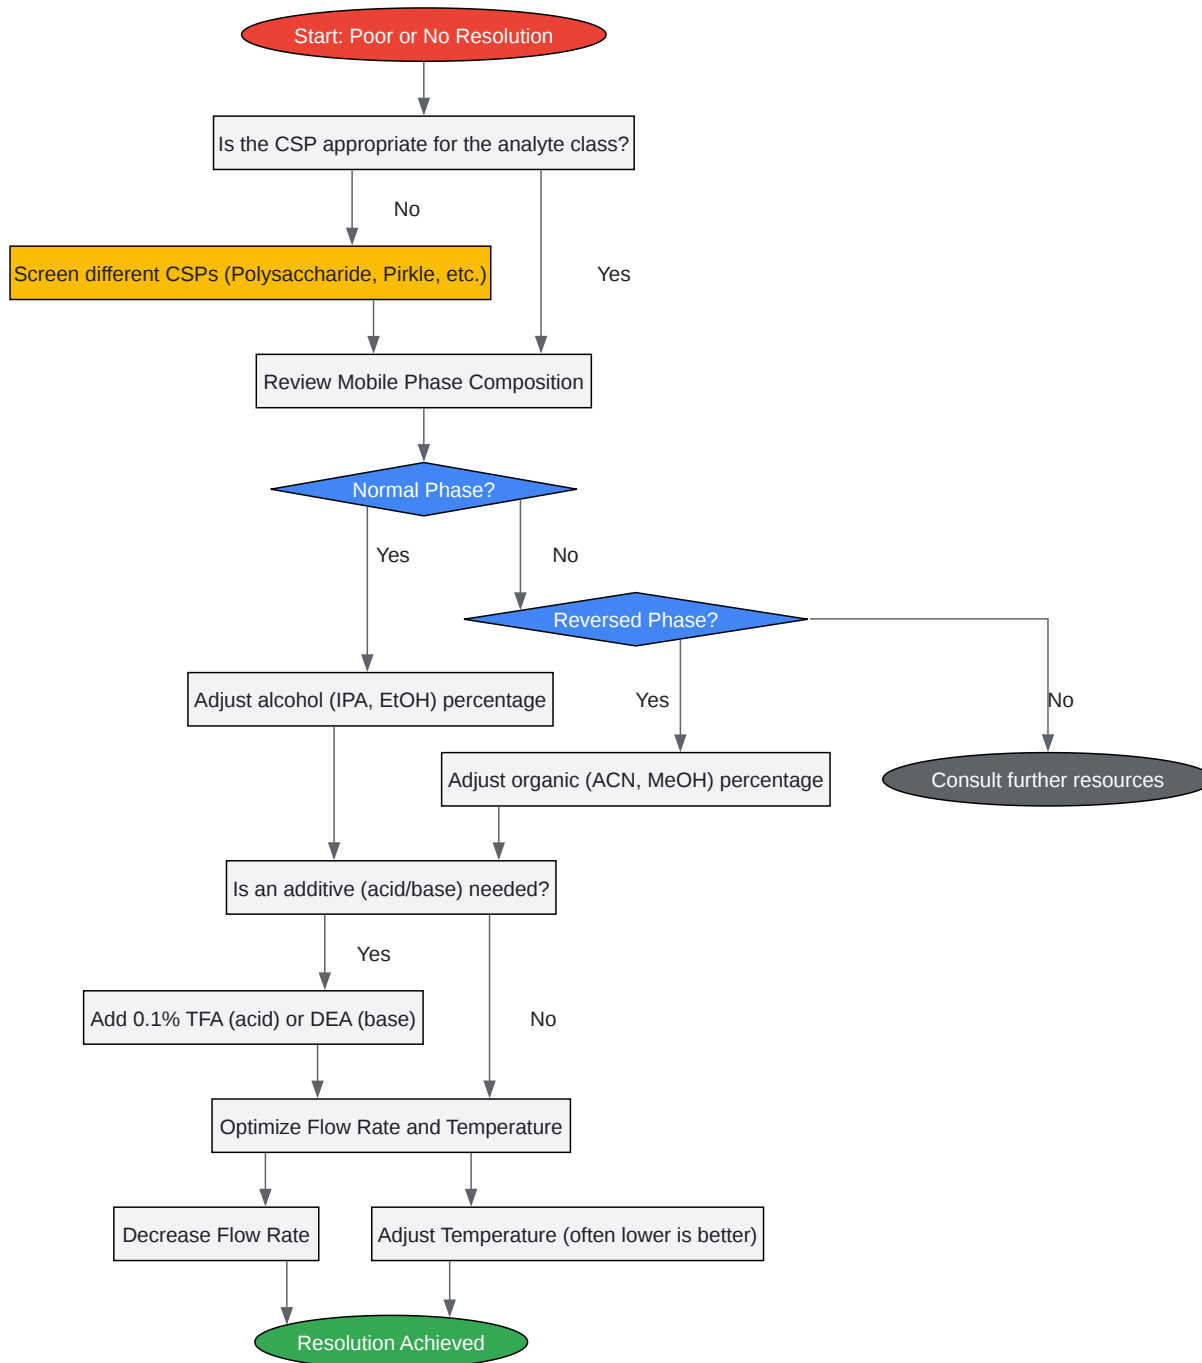 Start: Poor or No Resolution
Is the CSP appropriate for the analyte class?
No
Screen different CSPs (Polysaccharide, Pirkle, etc.)
Yes
Review Mobile Phase Composition
Normal Phase?
Yes
No
Reversed Phase?
Adjust alcohol (IPA, EtOH) percentage
Yes
No
Adjust organic (ACN, MeOH) percentage
Consult further resources
Is an additive (acid/base) needed?
Yes
Add 0.1% TFA (acid) or DEA (base)
No
Optimize Flow Rate and Temperature
Decrease Flow Rate
Adjust Temperature (often lower is better)
Resolution Achieved